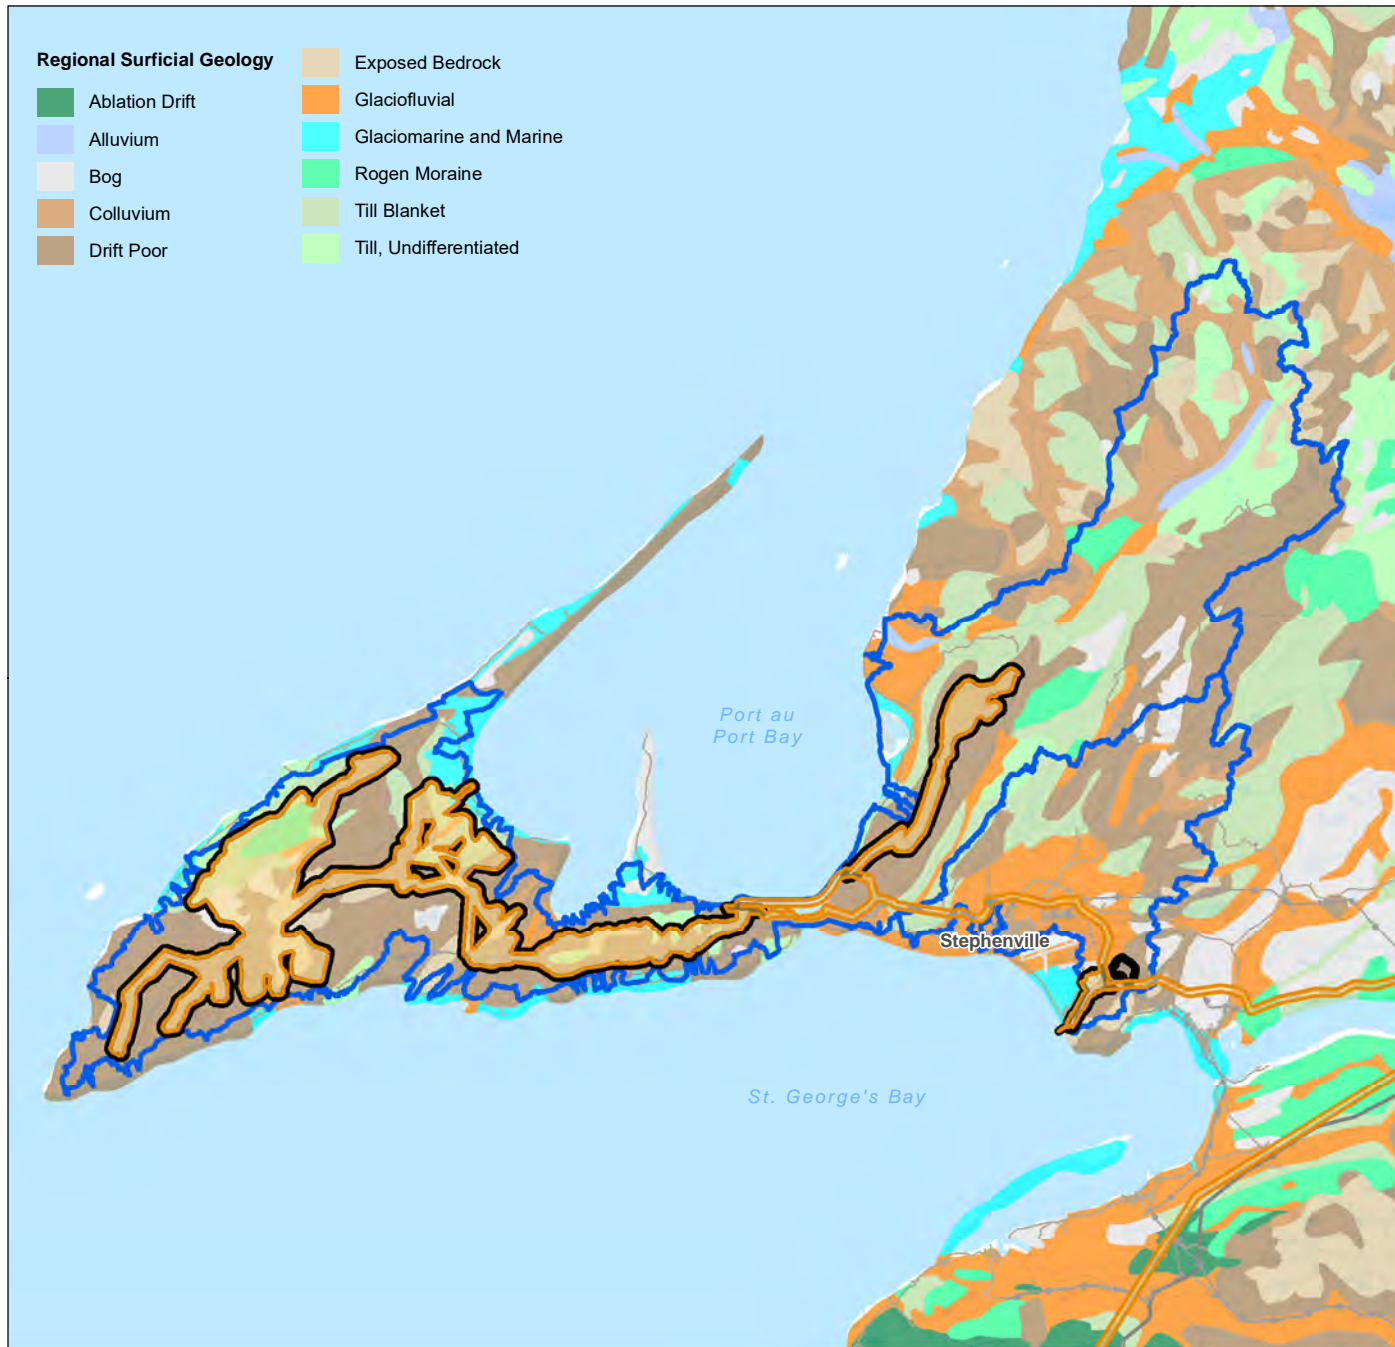 Regional Surficial Geology
Ablation Drift
Alluvium
Bog
Colluvium
Drift Poor
Exposed Bedrock
Glaciofluvial
Glaciomarine and Marine
Rogen Moraine
Till Blanket
Till, Undifferentiated
Port au
Port Bay
Stephenville
St. George's Bay